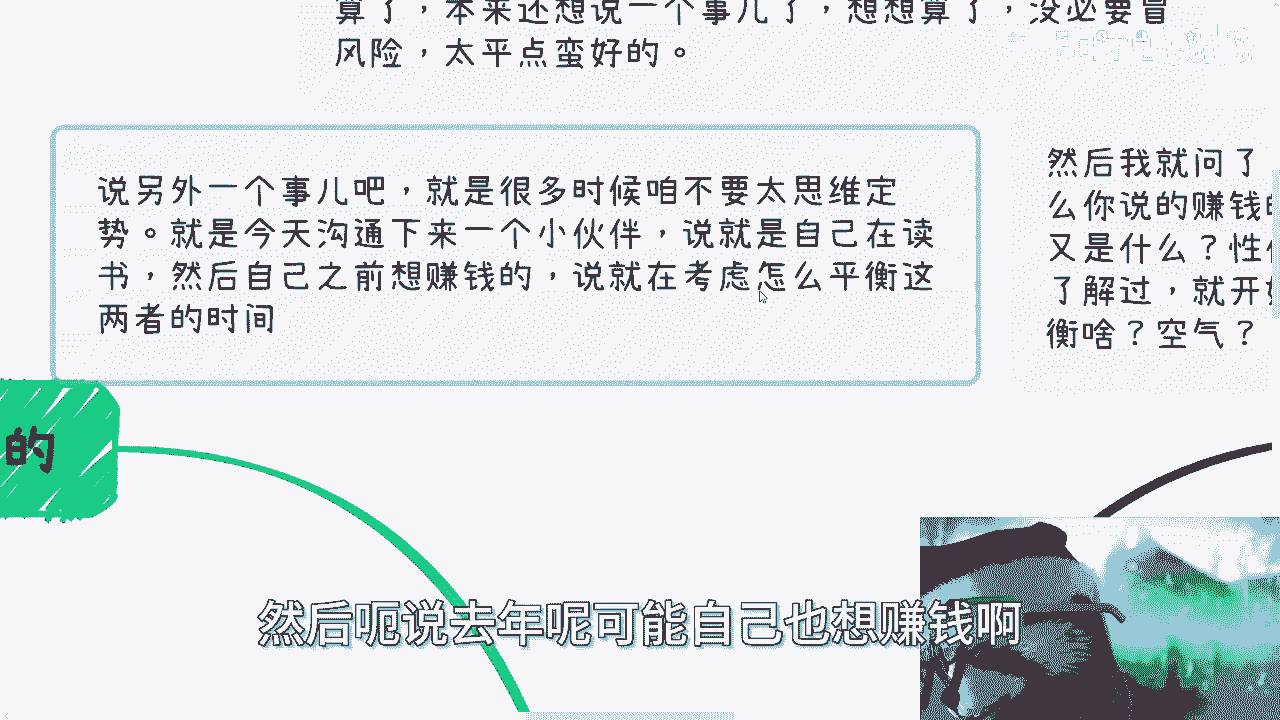 算了，本来还想说一个事儿了，想想算了，没必要冒
风险，太平点蛮好的。
说另外一个事儿吧，就是很多时候咱不要太思维定
势。就是今天沟通下来一个小伙伴，说就是自己在读
书，然后自己之前想赚钱的，说就在考虑怎么平衡这
两者的时间
然后我就问了
么你说的赚钱
又是什么？性
了解过，就开
衡啥？空气？
的
然后呃说去年呢可能自己也想赚钱啊